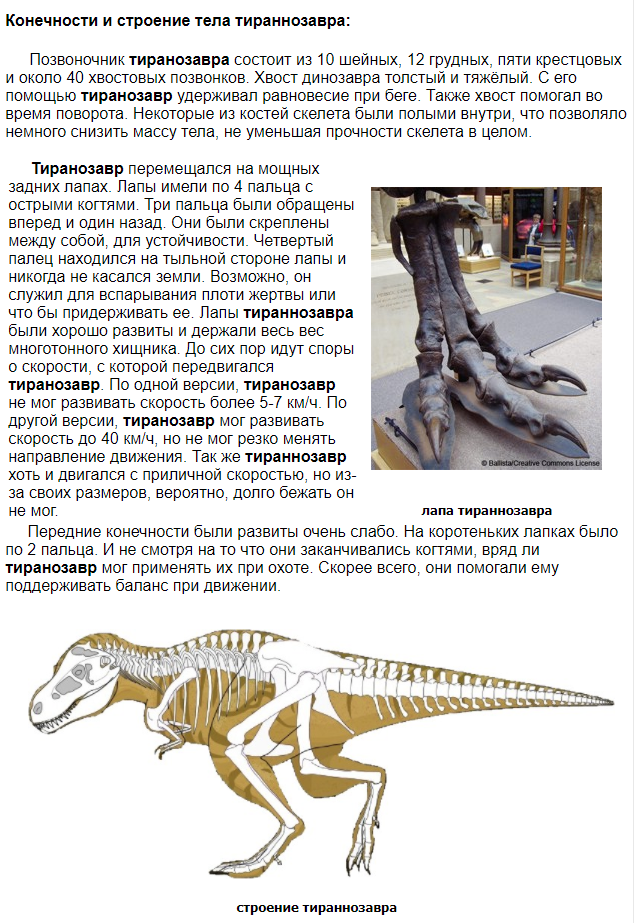 Конечности и строение тела тираннозавра:
Позвоночник тиранозавра состоит из 10 шейных, 12 грудных, пяти крестцовых
и около 40 хвостовых позвонков. Хвост динозавра толстый и тяжёлый. С его
помощью тиранозавр удерживал равновесие при беге. Также хвост помогал во
время поворота. Некоторые из костей скелета были полыми внутри, что позволяло
немного снизить массу тела, не уменьшая прочности скелета в целом.
Тиранозавр перемещался на мощных
задних лапах. Лапы имели по 4 пальца с
острыми когтями. Три пальца были обращены
вперед и один назад. Они были скреплены
между собой, для устойчивости. Четвертый
палец находился на тыльной стороне лапы и
никогда не касался земли. Возможно, он
служил для вспарывания плоти жертвы или
что бы придерживать ее. Лапы тираннозавра
были хорошо развиты и держали весь вес
многотонного хищника. До сих пор идут споры
о скорости, с которой передвигался
тиранозавр. По одной версии, тиранозавр
не мог развивать скорость более 5-7 км/ч. По
другой версии, тиранозавр мог развивать
скорость до 40 км/ч, но не мог резко менять
направление движения. Так же тираннозавр
хоть и двигался с приличной скоростью, но из-
за своих размеров, вероятно, долго бежать он
не мог.
© Ballista/Creative Commons License
лапа тираннозавра
Передние конечности были развиты очень слабо. На коротеньких лапках было
по 2 пальца. И не смотря на то что они заканчивались когтями, вряд ли
тиранозавр мог применять их при охоте. Скорее всего, они помогали ему
поддерживать баланс при движении.
строение тираннозавра